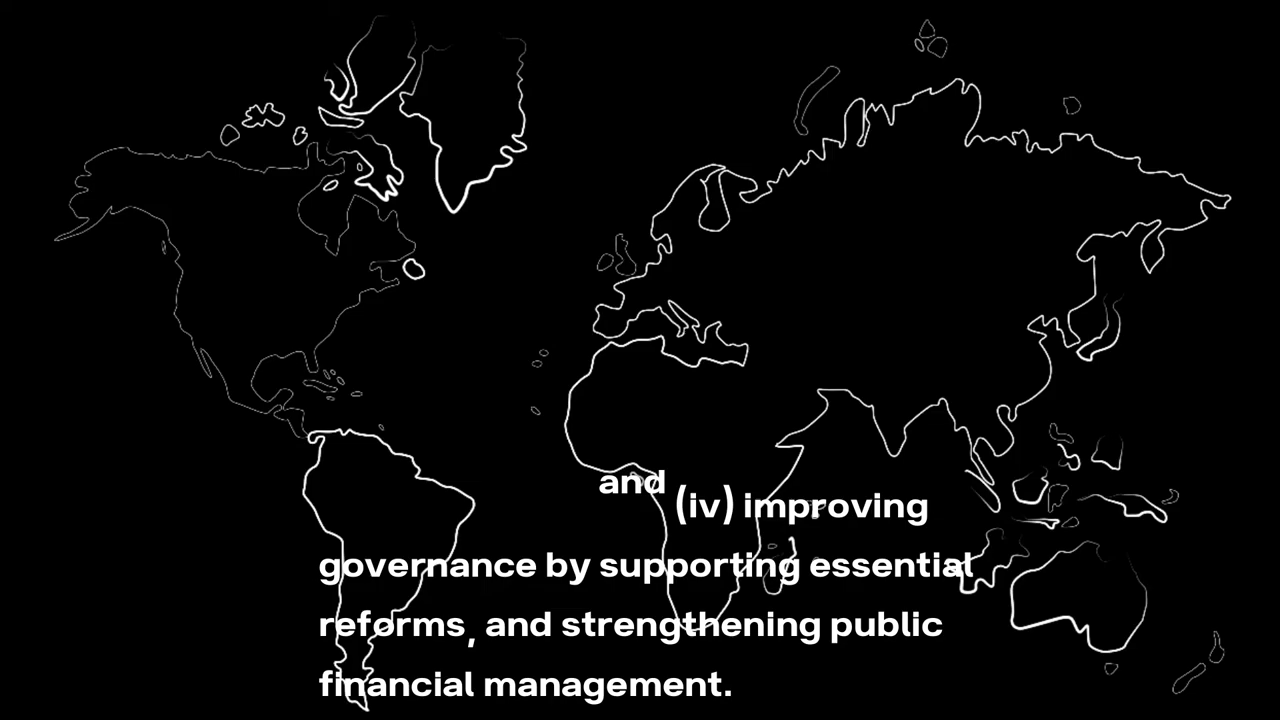 and (iv) improving
governance by supporting essential
reforms, and strengthening public
financial management.